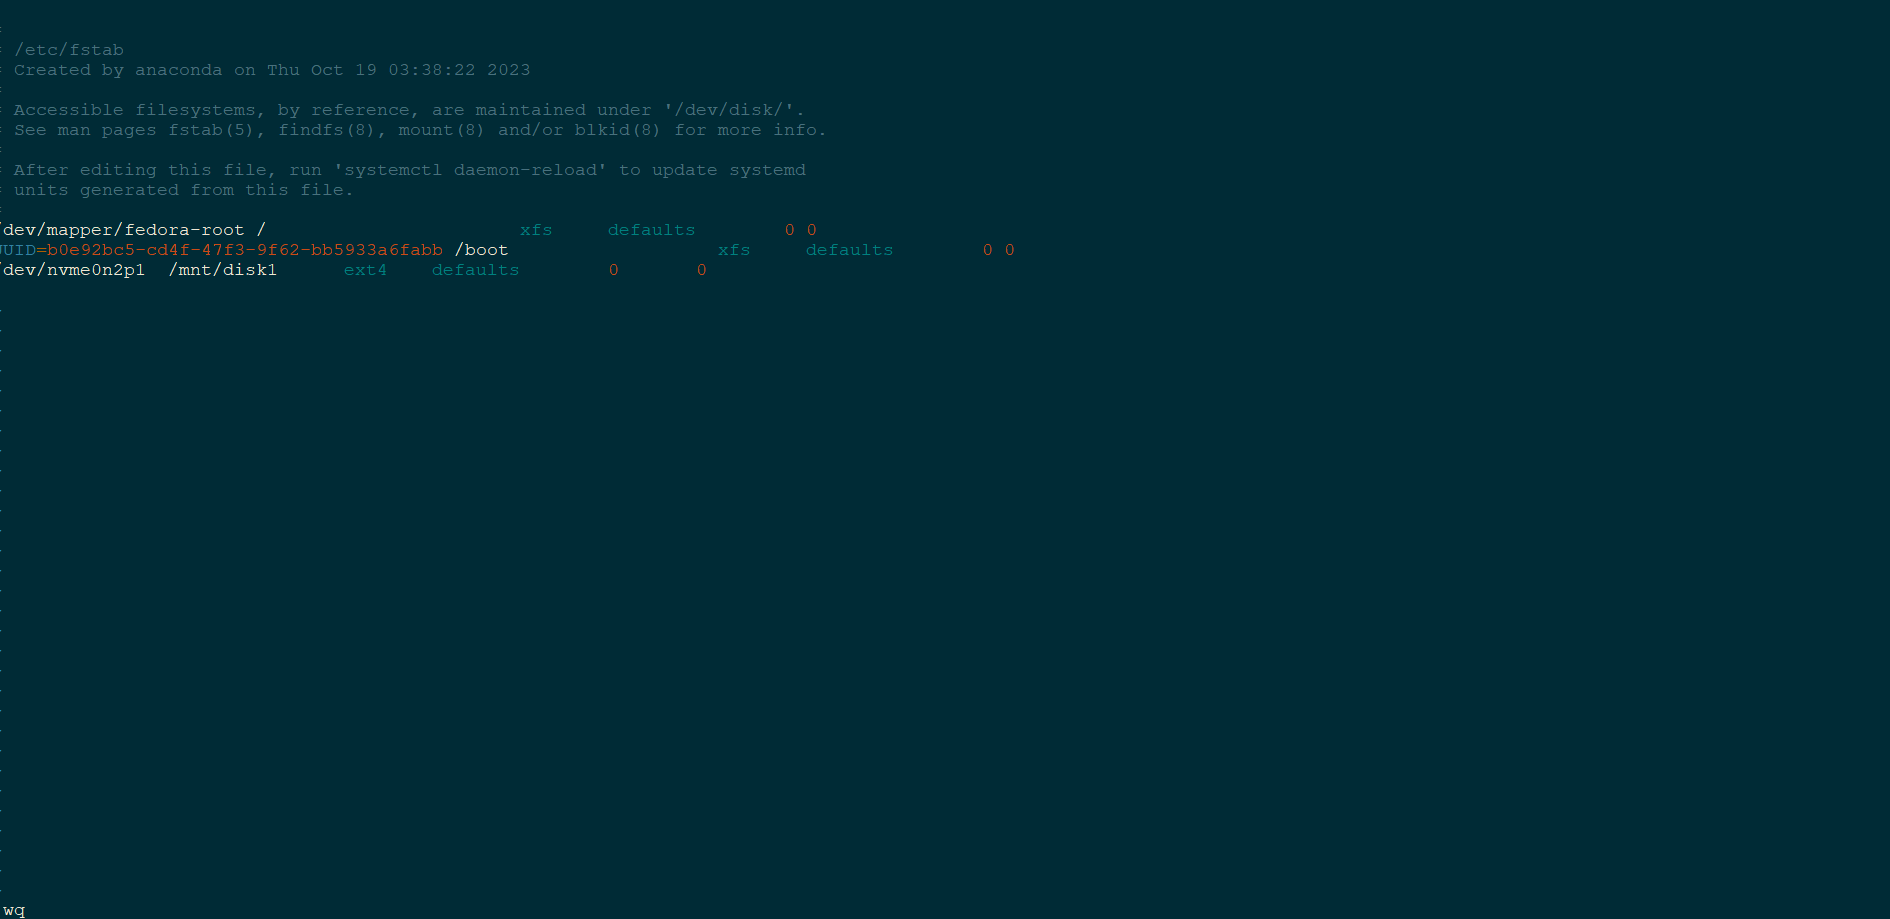 /etc/fstab
Created by anaconda on Thu Oct 19 03:38:22 2023
Accessible filesystems, by reference, are maintained under '/dev/disk/'.
See man pages fstab(5), findfs(8), mount(8) and/or blkid(8) for more info.
After editing this file, run 'systemctl daemon-reload' to update systemd
units generated from this file.
/dev/mapper/fedora-root / xfs defaults 0 0
UUID=b0e92bc5-cd4f-47f3-9f62-bb5933a6fabb /boot xfs defaults 0 0
/dev/nvme0n2p1 /mnt/disk1 ext4 defaults 0 0
wq